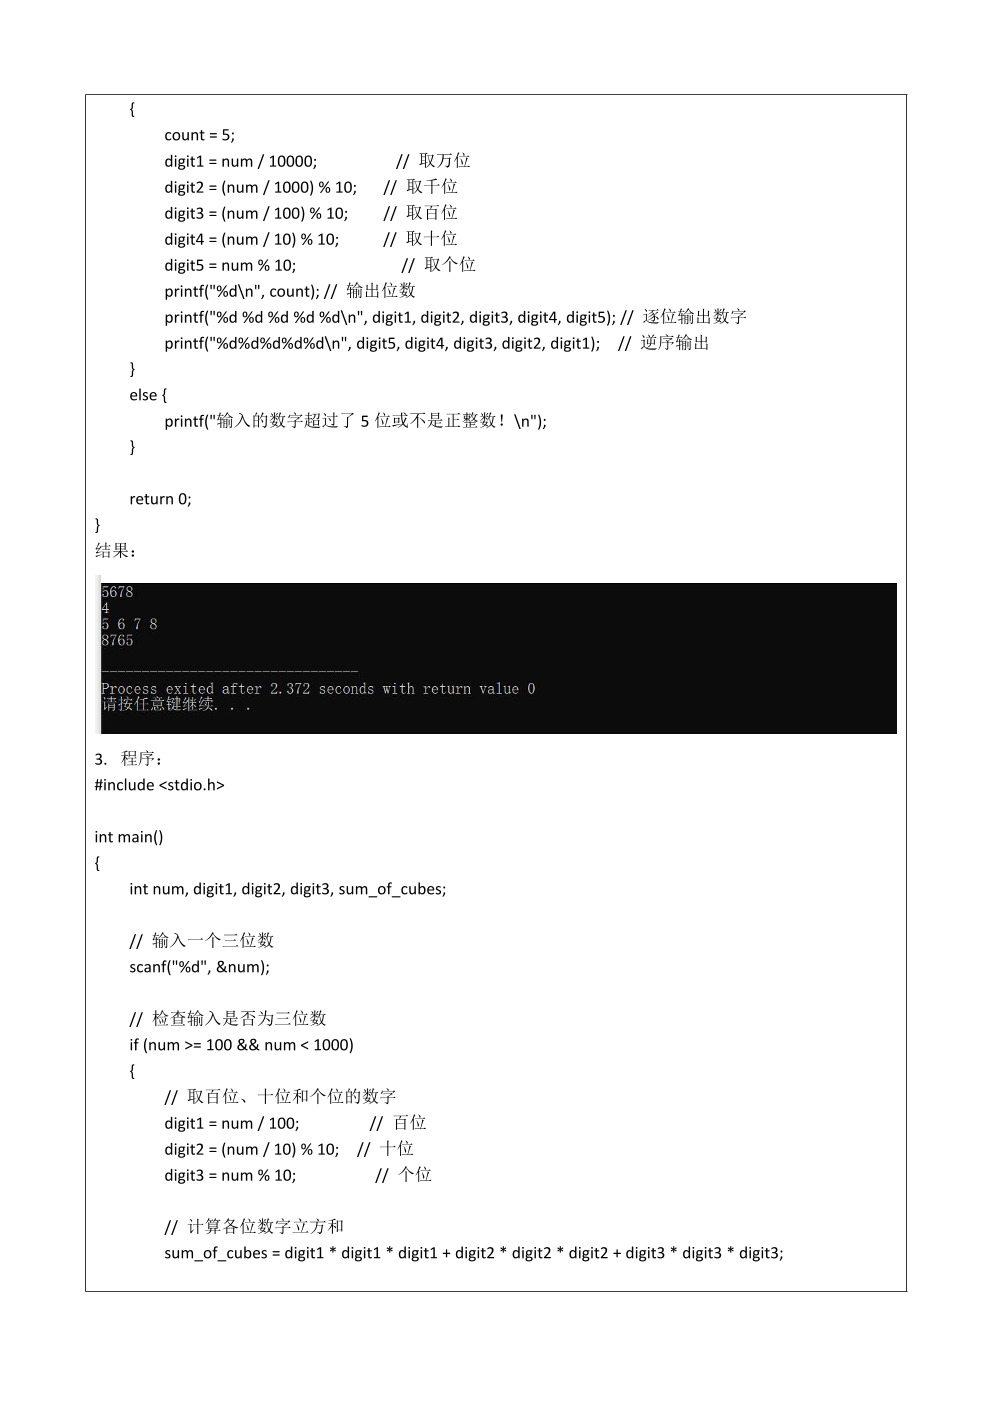 {
count = 5;
digit1 = num / 10000; // 取万位
digit2 = (num / 1000) % 10; // 取千位
digit3 = (num / 100) % 10; // 取百位
digit4 = (num / 10) % 10; // 取十位
digit5 = num % 10; // 取个位
printf("%d\n", count); // 输出位数
printf("%d %d %d %d %d\n", digit1, digit2, digit3, digit4, digit5); // 逐位输出数字
printf("%d%d%d%d%d\n", digit5, digit4, digit3, digit2, digit1); // 逆序输出
}
else {
printf("输入的数字超过了 5 位或不是正整数！\n");
}
return 0;
}
结果：
5678
4
5 6 7 8
8765
--------------------------------
Process exited after 2.372 seconds with return value 0
请按任意键继续. . .
3. 程序：
#include <stdio.h>
int main()
{
int num, digit1, digit2, digit3, sum_of_cubes;
// 输入一个三位数
scanf("%d", &num);
// 检查输入是否为三位数
if (num >= 100 && num < 1000)
{
// 取百位、十位和个位的数字
digit1 = num / 100; // 百位
digit2 = (num / 10) % 10; // 十位
digit3 = num % 10; // 个位
// 计算各位数字立方和
sum_of_cubes = digit1 * digit1 * digit1 + digit2 * digit2 * digit2 + digit3 * digit3 * digit3;